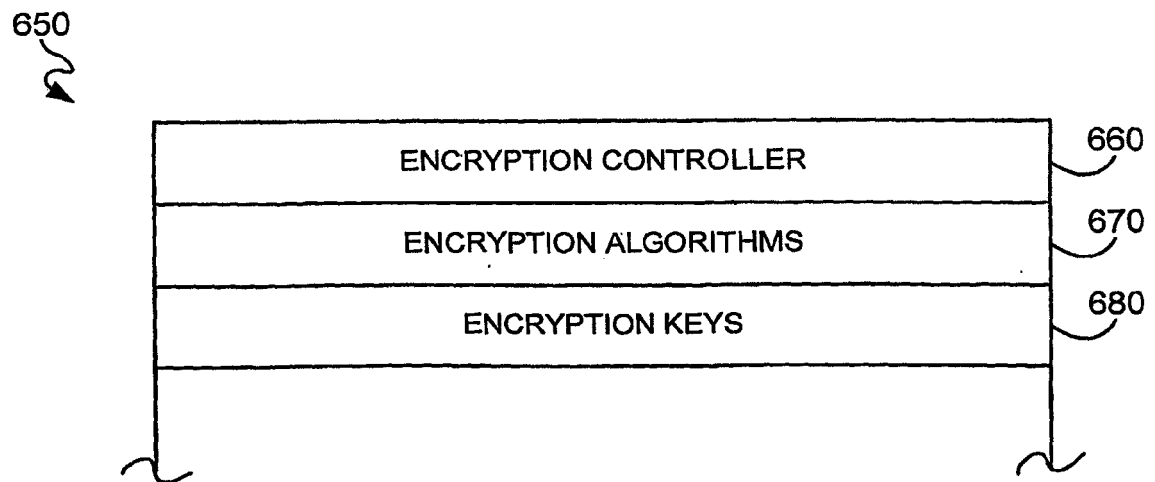 650
ENCRYPTION CONTROLLER
660
ENCRYPTION ALGORITHMS
670
ENCRYPTION KEYS
680